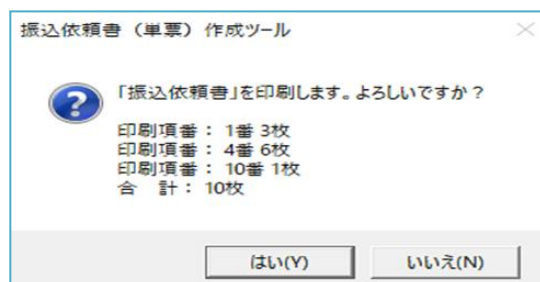 振込依頼書（単票）作成ツール
「振込依頼書」を印刷します。よろしいですか？
印刷項番： 1番 3枚
印刷項番： 4番 6枚
印刷項番： 10番 1枚
合　計： 10枚
はい(Y)　いいえ(N)